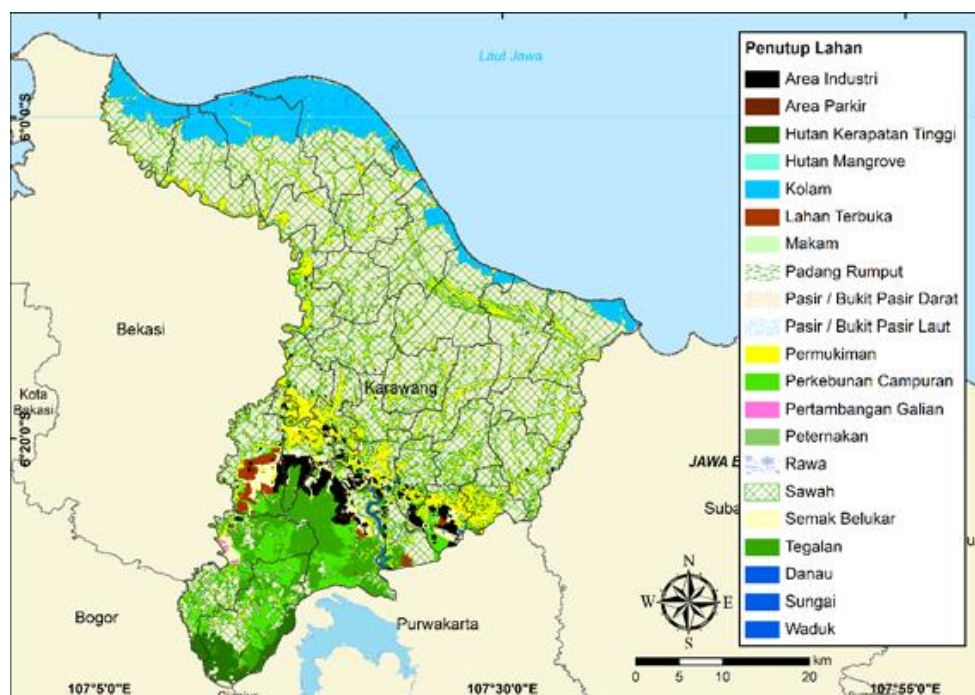 Laut Jawa
Penutup Lahan
Area Industri
Area Parkir
Hutan Kerapatan Tinggi
Hutan Mangrove
Kolam
Lahan Terbuka
Makam
Padang Rumput
Pasir / Bukit Pasir Darat
Pasir / Bukit Pasir Laut
Permukiman
Perkebunan Campuran
Pertambangan Galian
Peternakan
Rawa
Sawah
Semak Belukar
Tegalan
Danau
Sungai
Waduk
6°0'0"S
Bekasi
Kota
Bekasi
Karawang
6°20'0"S
JAWA B
Suba
Bogor
Purwakarta
N
W
E
S
km
0 5 10 20
107°5'0"E
107°30'0"E
107°55'0"E